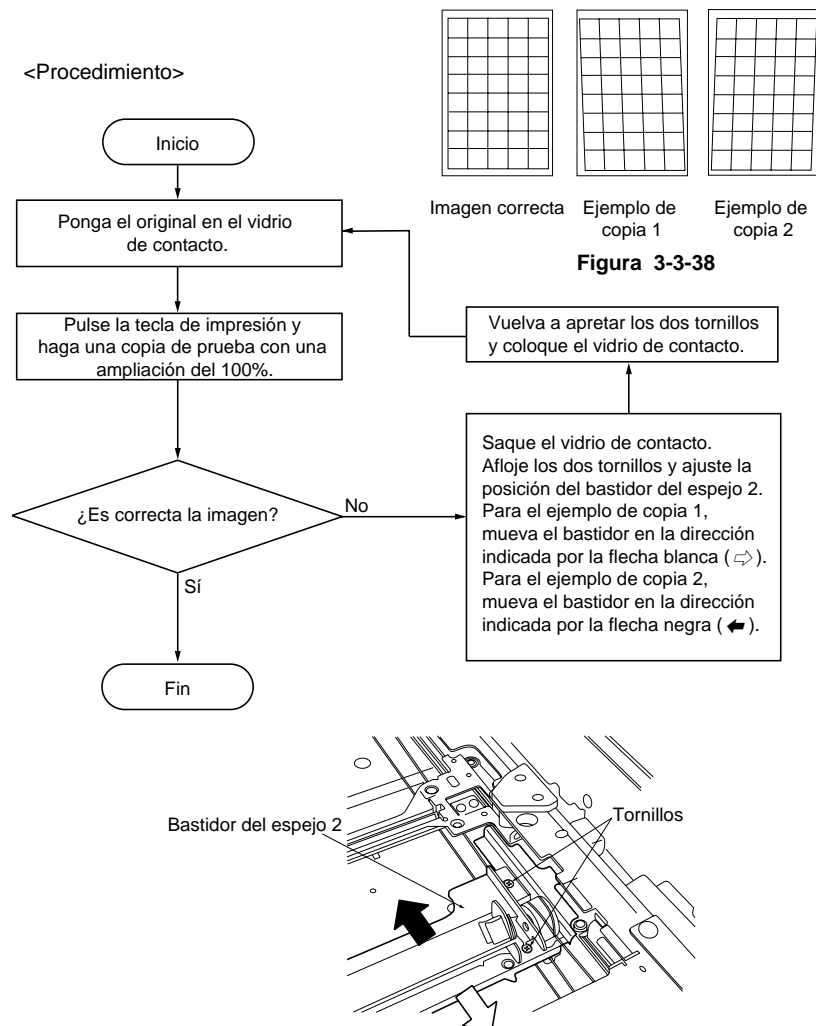 <Procedimiento>
Inicio
Ponga el original en el vidrio
de contacto.
Pulse la tecla de impresión y
haga una copia de prueba con una
ampliación del 100%.
¿Es correcta la imagen?
No
Sí
Fin
Imagen correcta
Ejemplo de
copia 1
Ejemplo de
copia 2
Figura 3-3-38
Vuelva a apretar los dos tornillos
y coloque el vidrio de contacto.
Saque el vidrio de contacto.
Afloje los dos tornillos y ajuste la
posición del bastidor del espejo 2.
Para el ejemplo de copia 1,
mueva el bastidor en la dirección
indicada por la flecha blanca (⇨).
Para el ejemplo de copia 2,
mueva el bastidor en la dirección
indicada por la flecha negra (⬅).
Bastidor del espejo 2
Tornillos